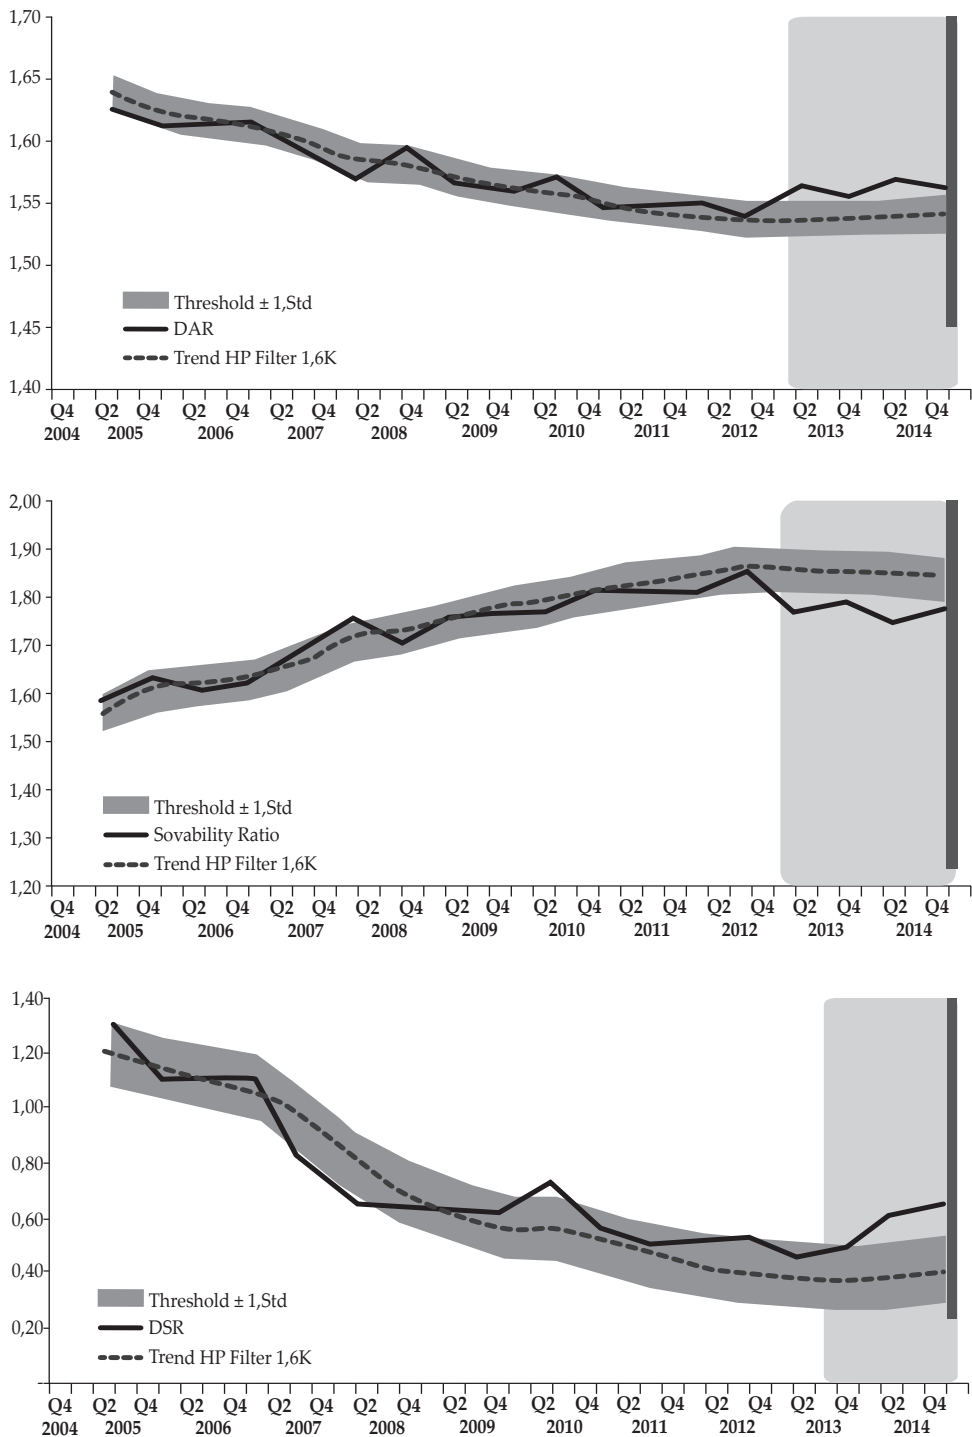 1,70
1,65
1,60
1,55
1,50
1,45
1,40
Threshold ± 1,Std
DAR
Trend HP Filter 1,6K
Q4 Q2 Q4 Q2 Q4 Q2 Q4 Q2 Q4 Q2 Q4 Q2 Q4 Q2 Q4 Q2 Q4 Q2 Q4 Q2 Q4
2004 2005 2006 2007 2008 2009 2010 2011 2012 2013 2014
2,00
1,90
1,80
1,70
1,60
1,50
1,40
1,30
1,20
Threshold ± 1,Std
Sovability Ratio
Trend HP Filter 1,6K
Q4 Q2 Q4 Q2 Q4 Q2 Q4 Q2 Q4 Q2 Q4 Q2 Q4 Q2 Q4 Q2 Q4 Q2 Q4 Q2 Q4
2004 2005 2006 2007 2008 2009 2010 2011 2012 2013 2014
1,40
1,20
1,00
0,80
0,60
0,40
0,20
-
Threshold ± 1,Std
DSR
Trend HP Filter 1,6K
Q4 Q2 Q4 Q2 Q4 Q2 Q4 Q2 Q4 Q2 Q4 Q2 Q4 Q2 Q4 Q2 Q4 Q2 Q4 Q2 Q4
2004 2005 2006 2007 2008 2009 2010 2011 2012 2013 2014